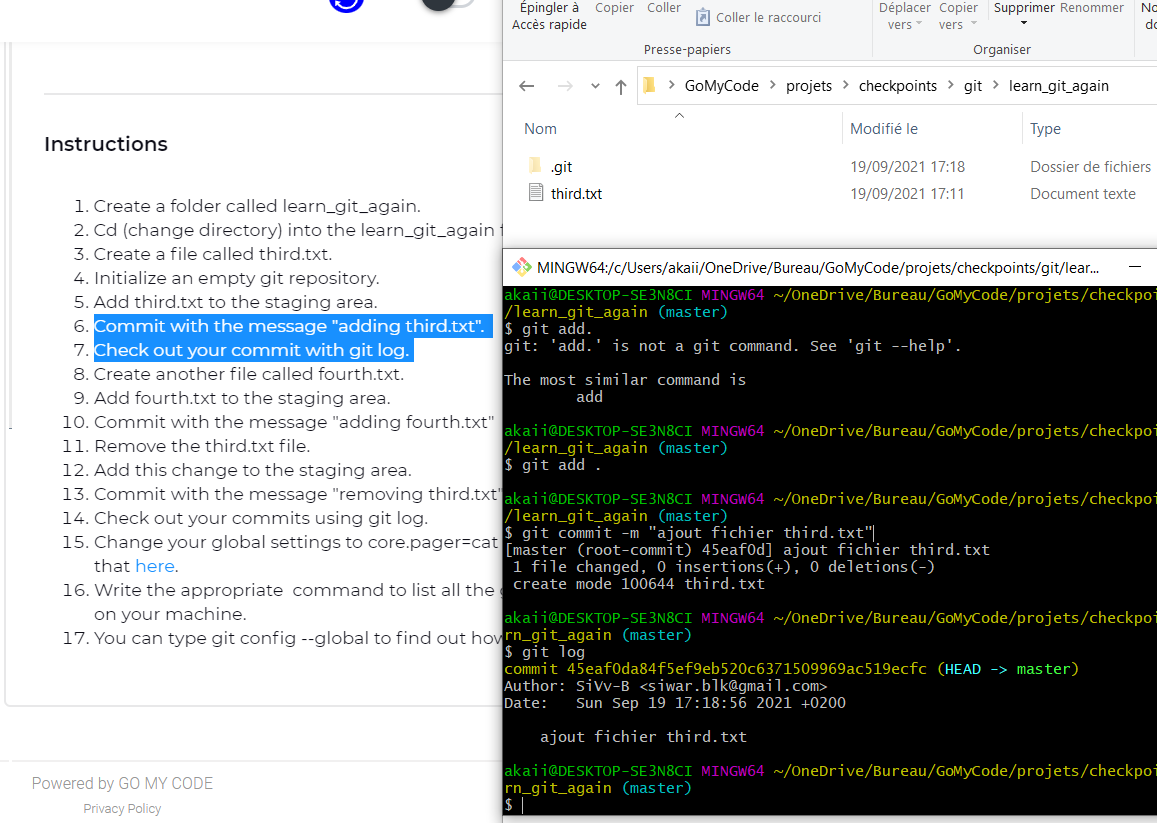 Instructions
1. Create a folder called learn_git_again.
2. Cd (change directory) into the learn_git_again
3. Create a file called third.txt.
4. Initialize an empty git repository.
5. Add third.txt to the staging area.
6. Commit with the message "adding third.txt".
7. Check out your commit with git log.
8. Create another file called fourth.txt.
9. Add fourth.txt to the staging area.
10. Commit with the message "adding fourth.txt"
11. Remove the third.txt file.
12. Add this change to the staging area.
13. Commit with the message "removing third.txt"
14. Check out your commits using git log.
15. Change your global settings to core.pager=cat
that here.
16. Write the appropriate command to list all the
on your machine.
17. You can type git config --global to find out how
Powered by GO MY CODE
Privacy Policy
Épingler à
Accès rapide
Copier
Coller
Coller le raccourci
Déplacer
vers
Copier
vers
Supprimer
Renommer
Presse-papiers
Organiser
GoMyCode > projets > checkpoints > git > learn_git_again
Nom
Modifié le
Type
.git
19/09/2021 17:18
Dossier de fichiers
third.txt
19/09/2021 17:11
Document texte
MINGW64:/c/Users/akaii/OneDrive/Bureau/GoMyCode/projets/checkpoints/git/lear...
akaii@DESKTOP-SE3N8CI MINGW64 ~/OneDrive/Bureau/GoMyCode/projets/checkpoi
/learn_git_again (master)
$ git add.
git: 'add.' is not a git command. See 'git --help'.
The most similar command is
add
akaii@DESKTOP-SE3N8CI MINGW64 ~/OneDrive/Bureau/GoMyCode/projets/checkpoi
/learn_git_again (master)
$ git add .
akaii@DESKTOP-SE3N8CI MINGW64 ~/OneDrive/Bureau/GoMyCode/projets/checkpoi
/learn_git_again (master)
$ git commit -m "ajout fichier third.txt"
[master (root-commit) 45eaf0d] ajout fichier third.txt
1 file changed, 0 insertions(+), 0 deletions(-)
create mode 100644 third.txt
akaii@DESKTOP-SE3N8CI MINGW64 ~/OneDrive/Bureau/GoMyCode/projets/checkpoi
rn_git_again (master)
$ git log
commit 45eaf0da84f5ef9eb520c6371509969ac519ecfc (HEAD -> master)
Author: SiVv-B <siwar.blk@gmail.com>
Date:   Sun Sep 19 17:18:56 2021 +0200
ajout fichier third.txt
akaii@DESKTOP-SE3N8CI MINGW64 ~/OneDrive/Bureau/GoMyCode/projets/checkpoi
rn_git_again (master)
$